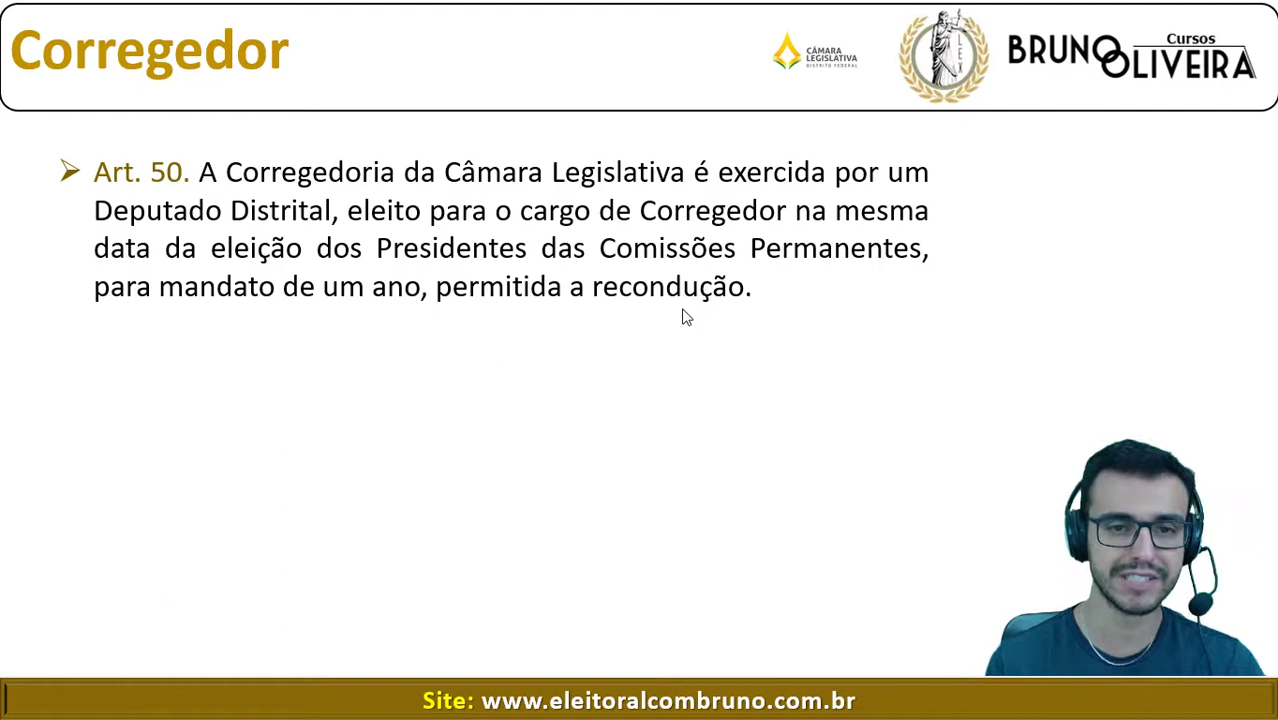 Corregedor
CÂMARA
LEGISLATIVA
DISTRITO FEDERAL
LEX
Cursos
BRUNO
OLIVEIRA
Art. 50. A Corregedoria da Câmara Legislativa é exercida por um
Deputado Distrital, eleito para o cargo de Corregedor na mesma
data da eleição dos Presidentes das Comissões Permanentes,
para mandato de um ano, permitida a recondução.
Site: www.eleitoralcombruno.com.br